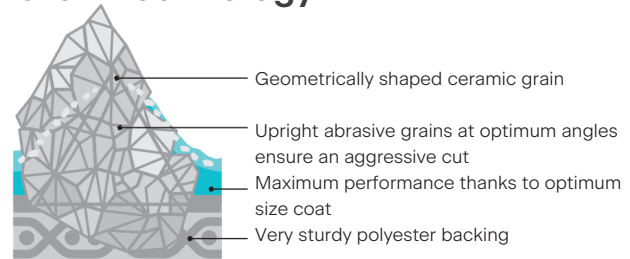 Geometrically shaped ceramic grain
Upright abrasive grains at optimum angles
ensure an aggressive cut
Maximum performance thanks to optimum
size coat
Very sturdy polyester backing